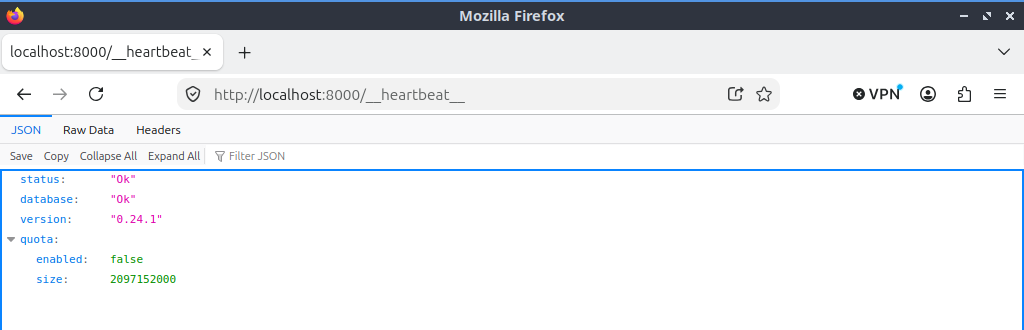 Mozilla Firefox
localhost:8000/__heartbeat_
http://localhost:8000/__heartbeat__
VPN
JSON Raw Data Headers
Save Copy Collapse All Expand All Filter JSON
status: "Ok"
database: "Ok"
version: "0.24.1"
quota:
enabled: false
size: 2097152000